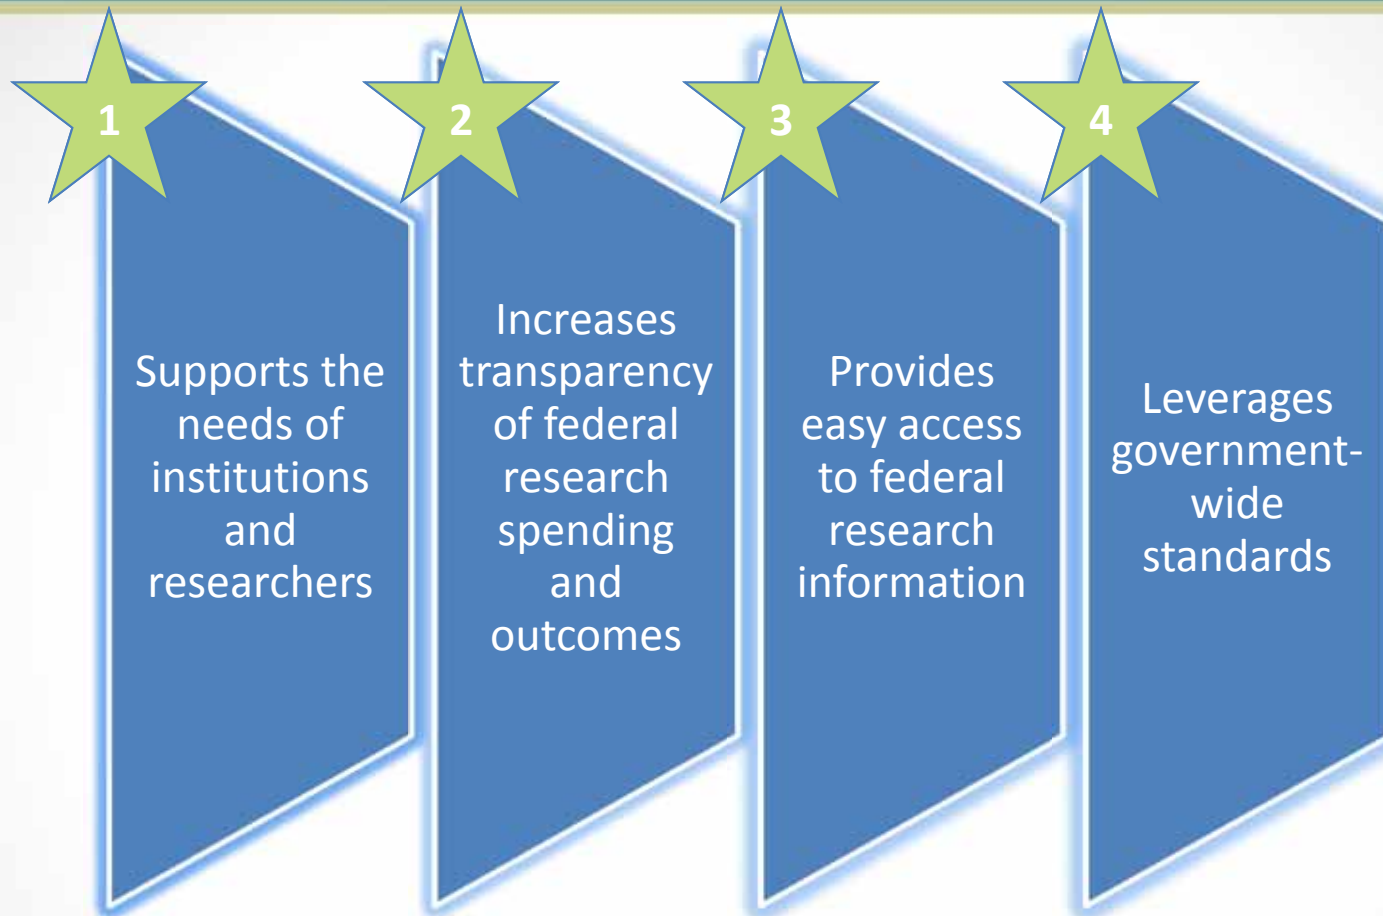 1
Supports the
needs of
institutions
and
researchers
2
Increases
transparency
of federal
research
spending
and
outcomes
3
Provides
easy access
to federal
research
information
4
Leverages
government-
wide
standards